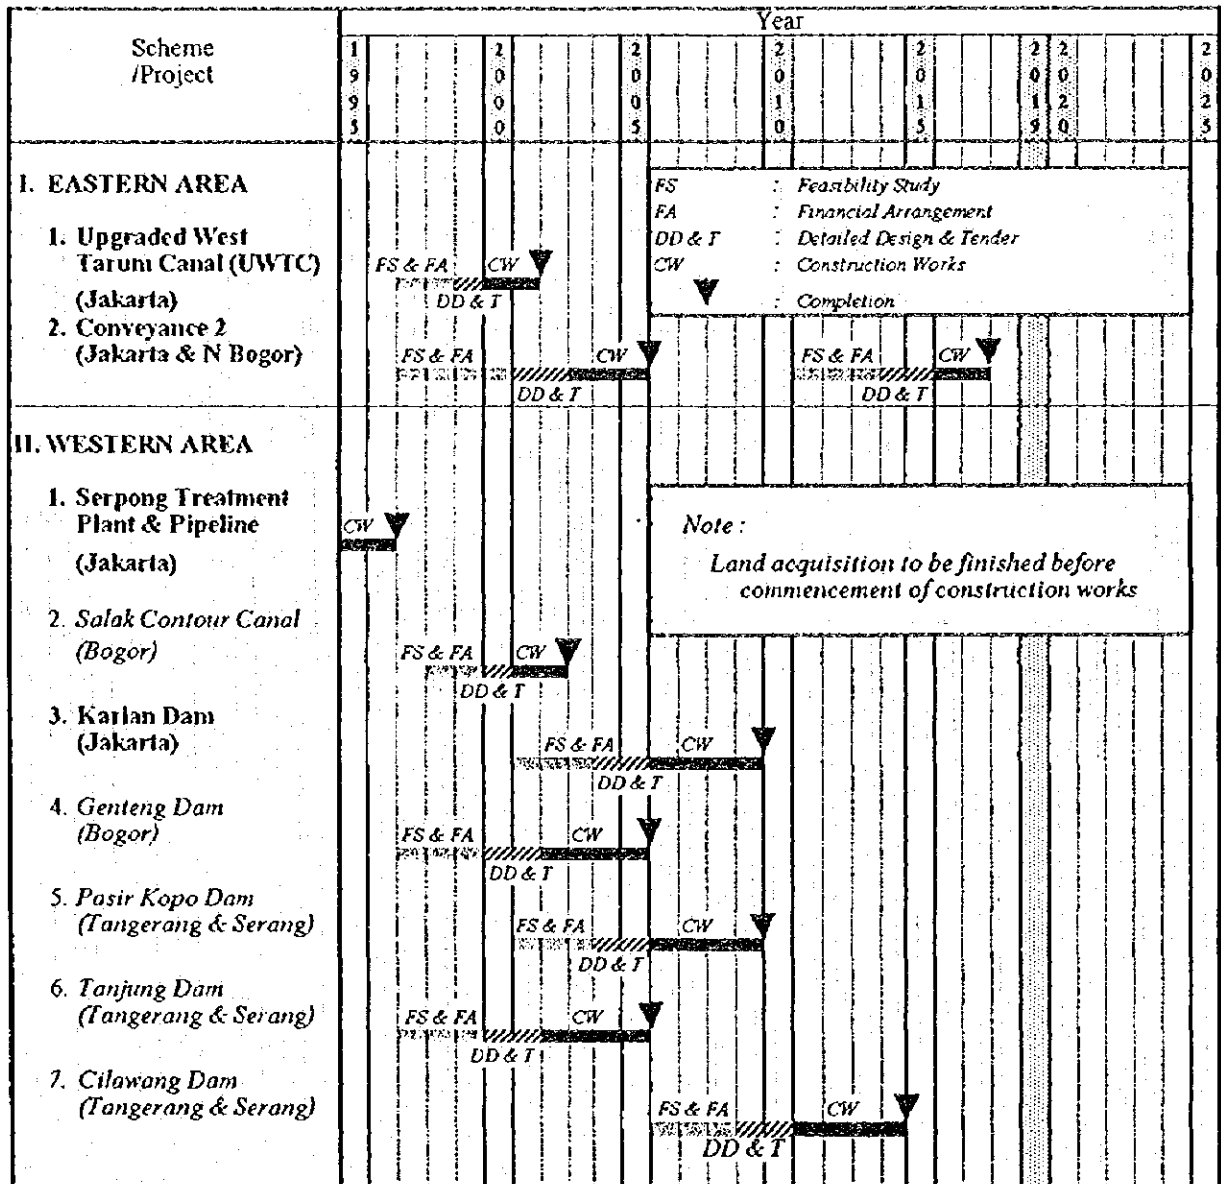 Year
Scheme
/Project
1995
2000
2005
2010
2015
2019
2020
2025
I. EASTERN AREA
FS : Feasibility Study
FA : Financial Arrangement
DD & T : Detailed Design & Tender
CW : Construction Works
: Completion
1. Upgraded West
Tarum Canal (UWTC)
(Jakarta)
FS & FA CW
DD & T
2. Conveyance 2
(Jakarta & N Bogor)
FS & FA CW FS & FA CW
DD & T DD & T
II. WESTERN AREA
1. Serpong Treatment
Plant & Pipeline
(Jakarta)
CW
Note :
Land acquisition to be finished before
commencement of construction works
2. Salak Contour Canal
(Bogor)
FS & FA CW
DD & T
3. Karian Dam
(Jakarta)
FS & FA CW
DD & T
4. Genteng Dam
(Bogor)
FS & FA CW
DD & T
5. Pasir Kopo Dam
(Tangerang & Serang)
FS & FA CW
DD & T
6. Tanjung Dam
(Tangerang & Serang)
FS & FA CW
DD & T
7. Cilawang Dam
(Tangerang & Serang)
FS & FA CW
DD & T